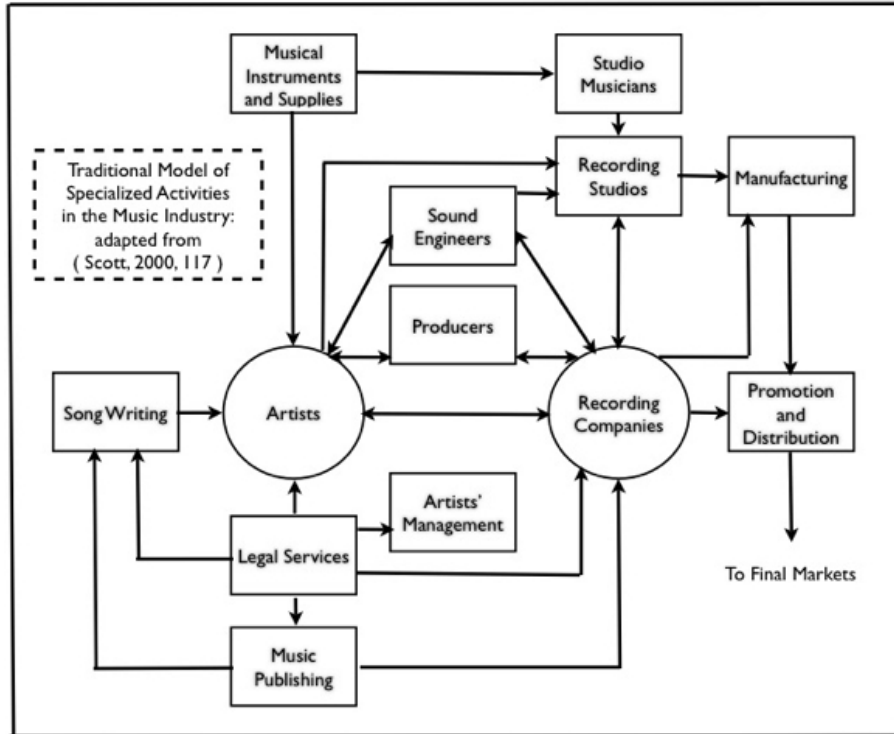 Musical
Instruments
and Supplies
Studio
Musicians
Traditional Model of
Specialized Activities
in the Music Industry:
adapted from
( Scott, 2000, 117 )
Recording
Studios
Manufacturing
Sound
Engineers
Producers
Song Writing
Artists
Recording
Companies
Promotion
and
Distribution
Artists'
Management
Legal Services
To Final Markets
Music
Publishing